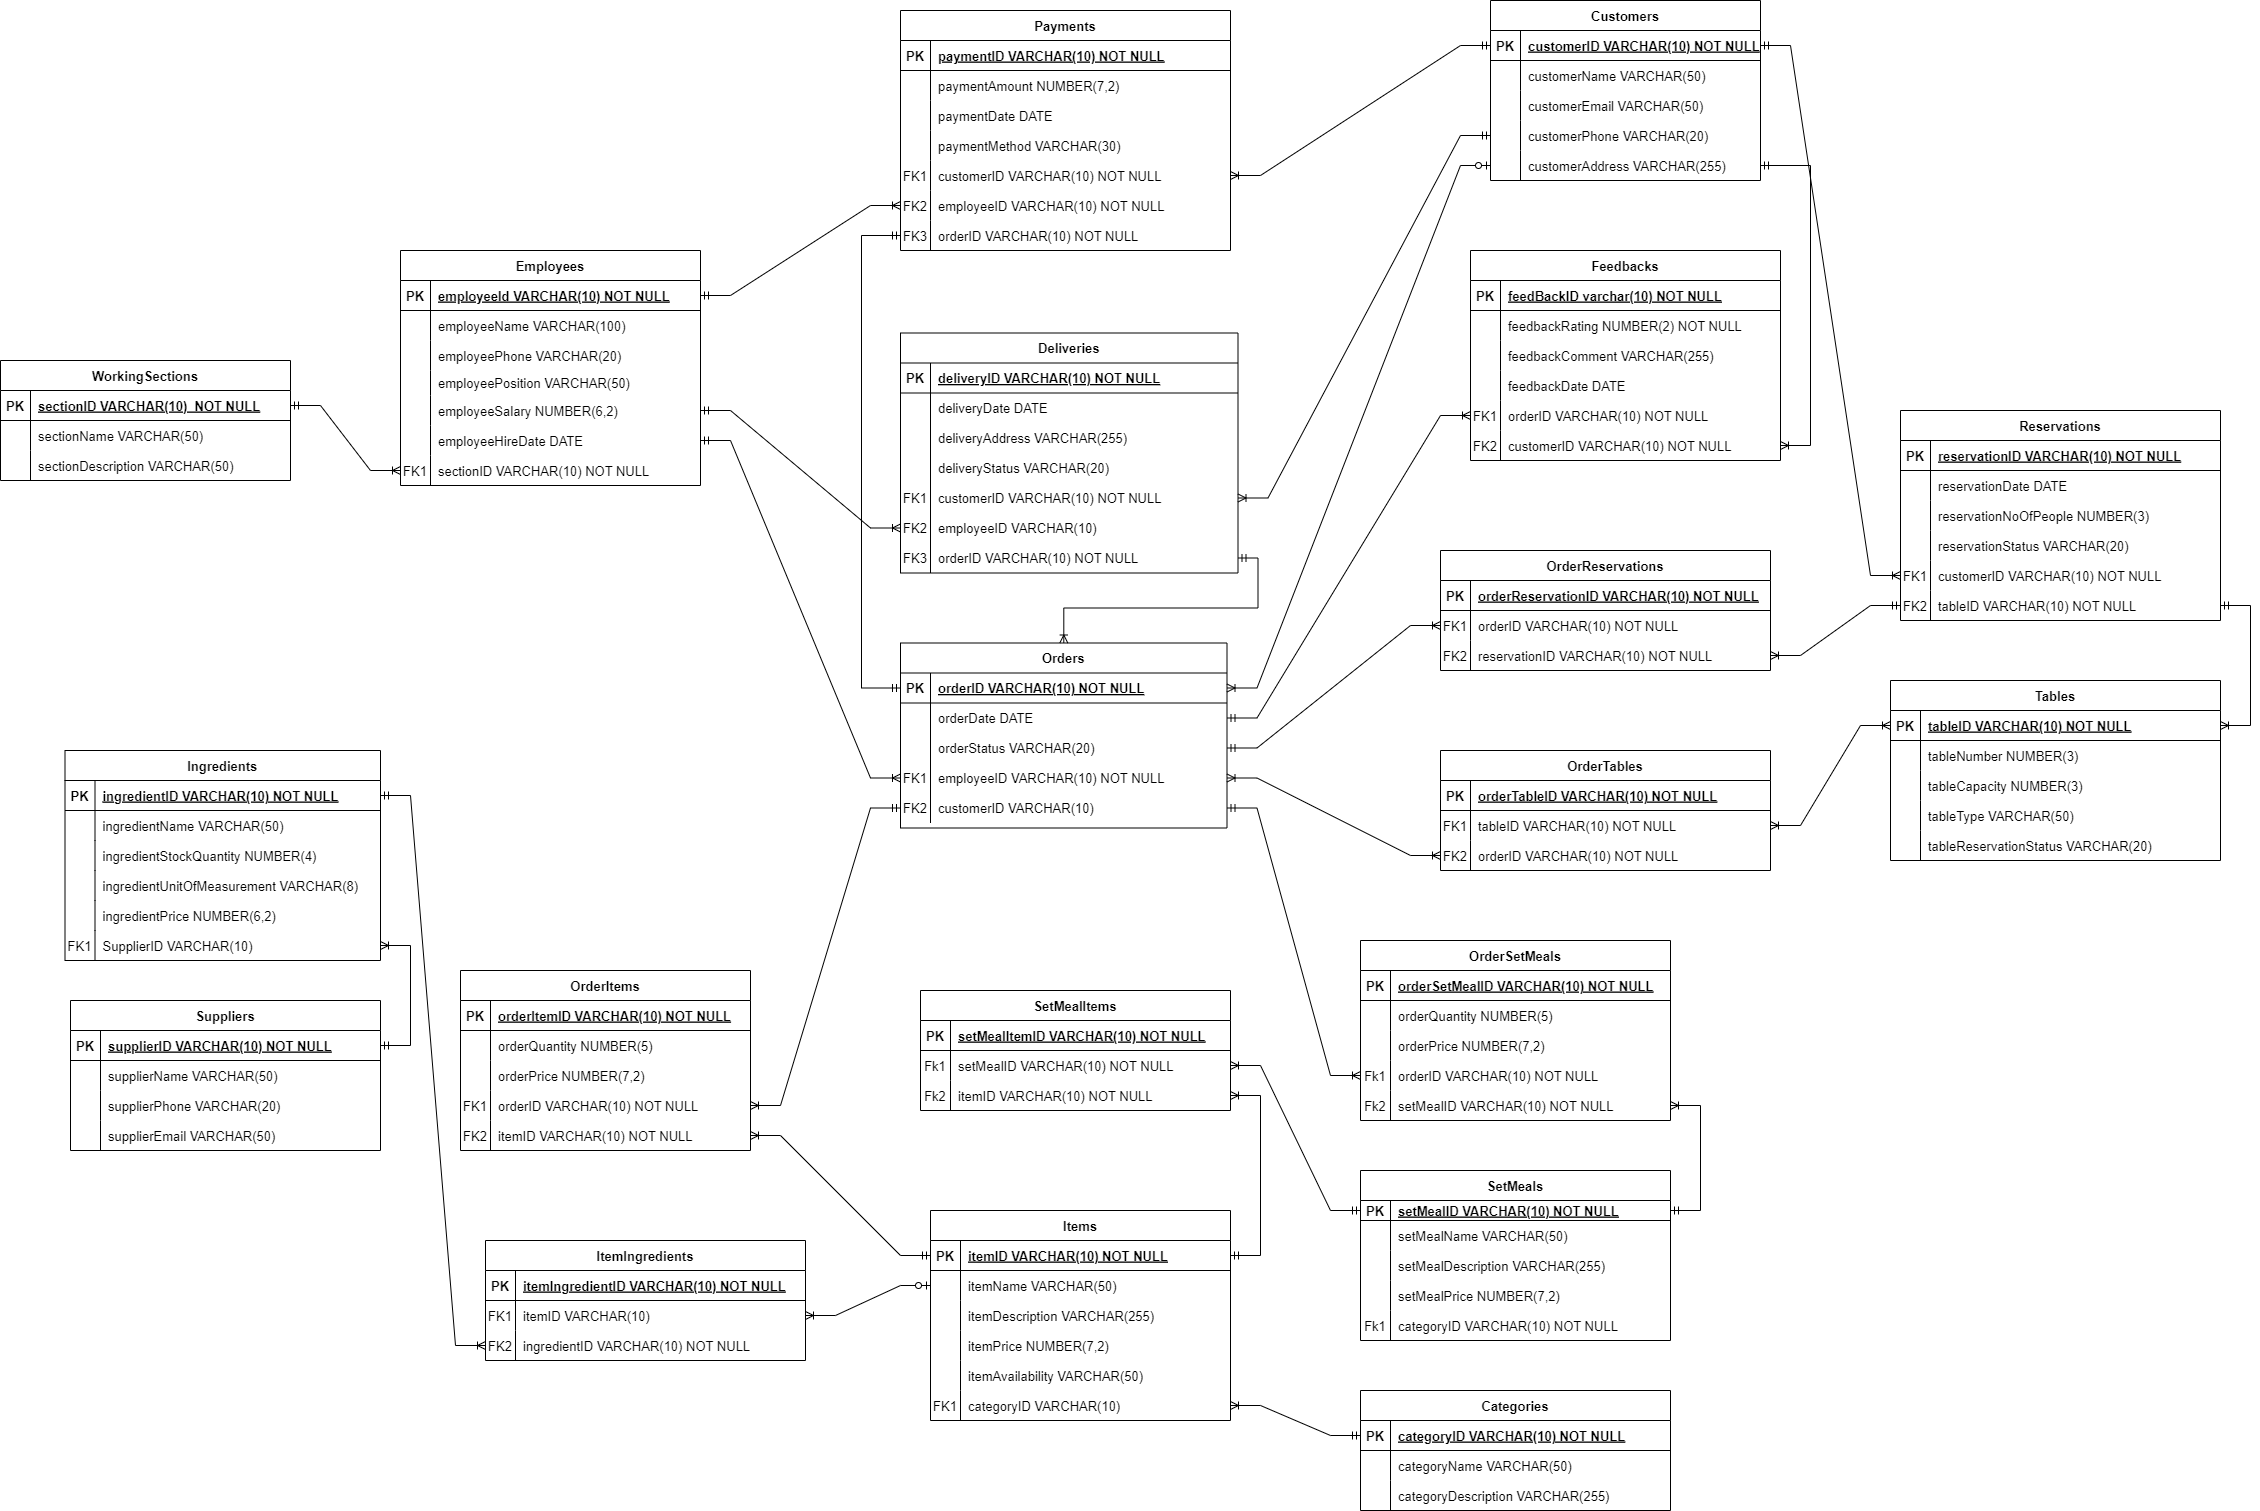 Payments
PK paymentID VARCHAR(10) NOT NULL
paymentAmount NUMBER(7,2)
paymentDate DATE
paymentMethod VARCHAR(30)
FK1 customerID VARCHAR(10) NOT NULL
FK2 employeeID VARCHAR(10) NOT NULL
FK3 orderID VARCHAR(10) NOT NULL
Customers
PK customerID VARCHAR(10) NOT NULL
customerName VARCHAR(50)
customerEmail VARCHAR(50)
customerPhone VARCHAR(20)
customerAddress VARCHAR(255)
Employees
PK employeeId VARCHAR(10) NOT NULL
employeeName VARCHAR(100)
employeePhone VARCHAR(20)
employeePosition VARCHAR(50)
employeeSalary NUMBER(6,2)
employeeHireDate DATE
FK1 sectionID VARCHAR(10) NOT NULL
Feedbacks
PK feedBackID varchar(10) NOT NULL
feedbackRating NUMBER(2) NOT NULL
feedbackComment VARCHAR(255)
feedbackDate DATE
FK1 orderID VARCHAR(10) NOT NULL
FK2 customerID VARCHAR(10) NOT NULL
Deliveries
PK deliveryID VARCHAR(10) NOT NULL
deliveryDate DATE
deliveryAddress VARCHAR(255)
deliveryStatus VARCHAR(20)
FK1 customerID VARCHAR(10) NOT NULL
FK2 employeeID VARCHAR(10)
FK3 orderID VARCHAR(10) NOT NULL
WorkingSections
PK sectionID VARCHAR(10) NOT NULL
sectionName VARCHAR(50)
sectionDescription VARCHAR(50)
Reservations
PK reservationID VARCHAR(10) NOT NULL
reservationDate DATE
reservationNoOfPeople NUMBER(3)
reservationStatus VARCHAR(20)
FK1 customerID VARCHAR(10) NOT NULL
FK2 tableID VARCHAR(10) NOT NULL
OrderReservations
PK orderReservationID VARCHAR(10) NOT NULL
FK1 orderID VARCHAR(10) NOT NULL
FK2 reservationID VARCHAR(10) NOT NULL
Orders
PK orderID VARCHAR(10) NOT NULL
orderDate DATE
orderStatus VARCHAR(20)
FK1 employeeID VARCHAR(10) NOT NULL
FK2 customerID VARCHAR(10)
Tables
PK tableID VARCHAR(10) NOT NULL
tableNumber NUMBER(3)
tableCapacity NUMBER(3)
tableType VARCHAR(50)
tableReservationStatus VARCHAR(20)
Ingredients
PK ingredientID VARCHAR(10) NOT NULL
ingredientName VARCHAR(50)
ingredientStockQuantity NUMBER(4)
ingredientUnitOfMeasurement VARCHAR(8)
ingredientPrice NUMBER(6,2)
FK1 SupplierID VARCHAR(10)
OrderTables
PK orderTableID VARCHAR(10) NOT NULL
FK1 tableID VARCHAR(10) NOT NULL
FK2 orderID VARCHAR(10) NOT NULL
OrderSetMeals
PK orderSetMealID VARCHAR(10) NOT NULL
orderQuantity NUMBER(5)
orderPrice NUMBER(7,2)
Fk1 orderID VARCHAR(10) NOT NULL
Fk2 setMealID VARCHAR(10) NOT NULL
OrderItems
PK orderItemID VARCHAR(10) NOT NULL
orderQuantity NUMBER(5)
orderPrice NUMBER(7,2)
FK1 orderID VARCHAR(10) NOT NULL
FK2 itemID VARCHAR(10) NOT NULL
SetMealItems
PK setMealItemID VARCHAR(10) NOT NULL
Fk1 setMealID VARCHAR(10) NOT NULL
Fk2 itemID VARCHAR(10) NOT NULL
Suppliers
PK supplierID VARCHAR(10) NOT NULL
supplierName VARCHAR(50)
supplierPhone VARCHAR(20)
supplierEmail VARCHAR(50)
SetMeals
PK setMealID VARCHAR(10) NOT NULL
setMealName VARCHAR(50)
setMealDescription VARCHAR(255)
setMealPrice NUMBER(7,2)
Fk1 categoryID VARCHAR(10) NOT NULL
Items
PK itemID VARCHAR(10) NOT NULL
itemName VARCHAR(50)
itemDescription VARCHAR(255)
itemPrice NUMBER(7,2)
itemAvailability VARCHAR(50)
FK1 categoryID VARCHAR(10)
ItemIngredients
PK itemIngredientID VARCHAR(10) NOT NULL
FK1 itemID VARCHAR(10)
FK2 ingredientID VARCHAR(10) NOT NULL
Categories
PK categoryID VARCHAR(10) NOT NULL
categoryName VARCHAR(50)
categoryDescription VARCHAR(255)